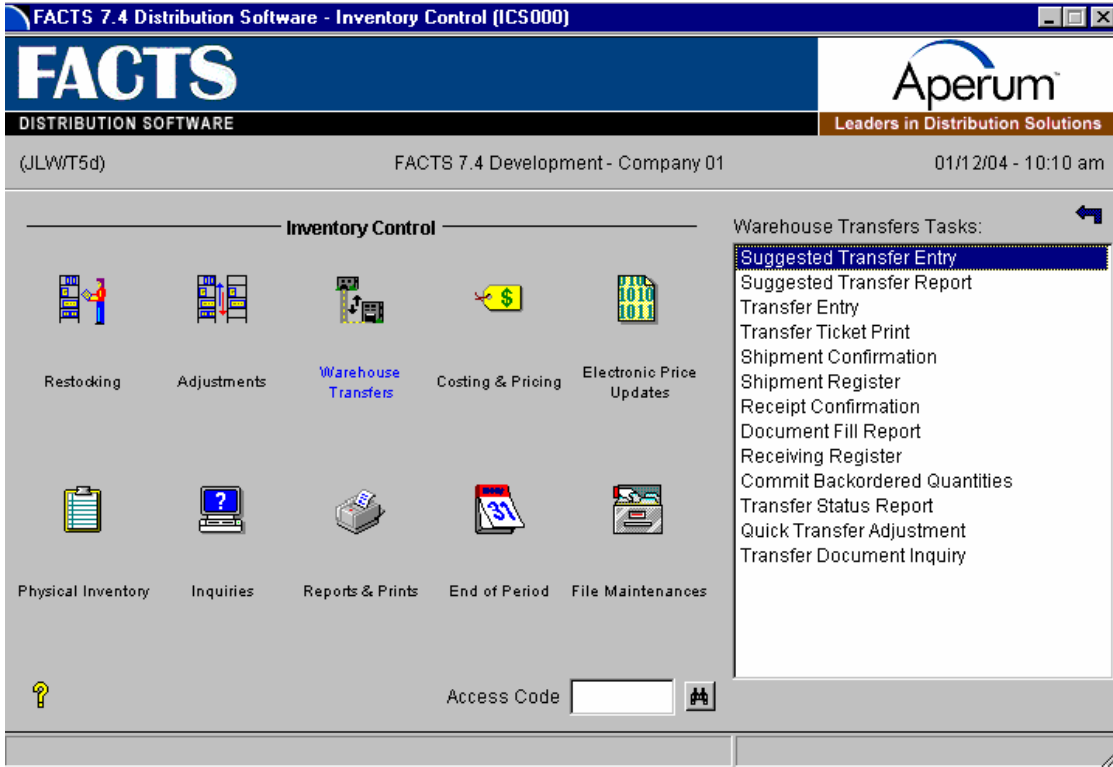 FACTS 7.4 Distribution Software - Inventory Control (ICS000)
FACTS
DISTRIBUTION SOFTWARE
Aperum™
Leaders in Distribution Solutions
(JLW/T5d)
FACTS 7.4 Development - Company 01
01/12/04 - 10:10 am
Inventory Control
Restocking
Adjustments
Warehouse
Transfers
Costing & Pricing
Electronic Price
Updates
Physical Inventory
Inquiries
Reports & Prints
End of Period
File Maintenances
Access Code
Warehouse Transfers Tasks:
Suggested Transfer Entry
Suggested Transfer Report
Transfer Entry
Transfer Ticket Print
Shipment Confirmation
Shipment Register
Receipt Confirmation
Document Fill Report
Receiving Register
Commit Backordered Quantities
Transfer Status Report
Quick Transfer Adjustment
Transfer Document Inquiry